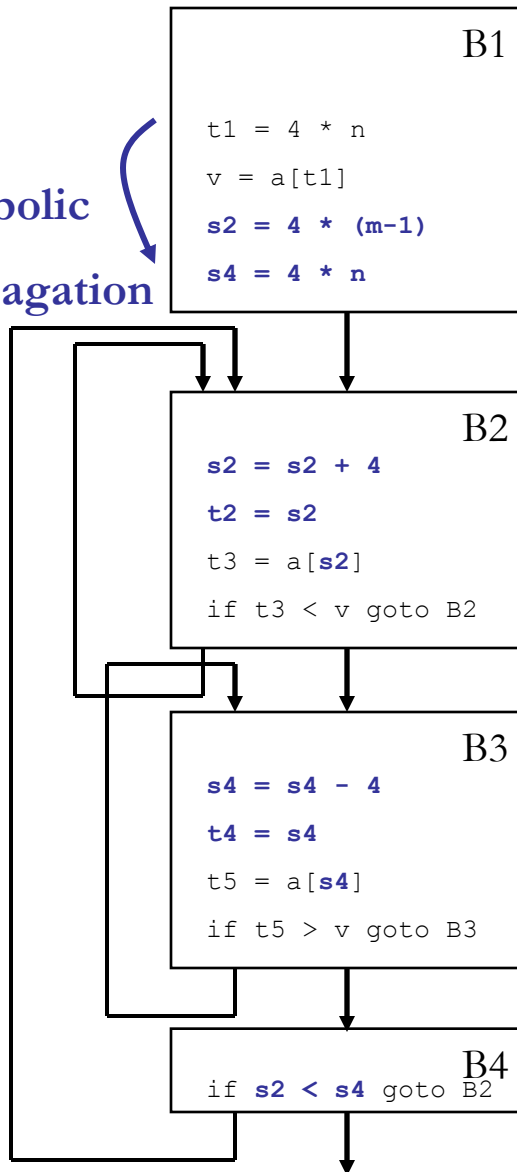 B1
t1 = 4 * n
v = a[t1]
bolic
s2 = 4 * (m-1)
agation
s4 = 4 * n
B2
s2 = s2 + 4
t2 = s2
t3 = a[s2]
if t3 < v goto B2
B3
s4 = s4 - 4
t4 = s4
t5 = a[s4]
if t5 > v goto B3
B4
if s2 < s4 goto B2